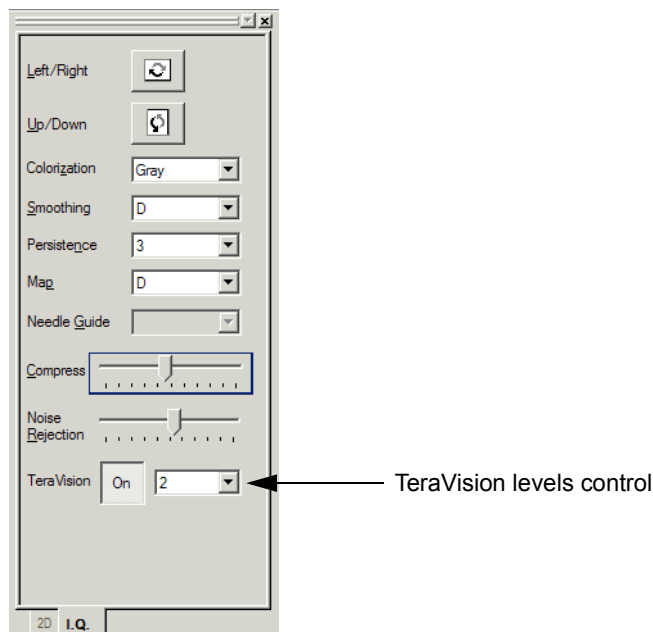 Left/Right
Up/Down
Colorization Gray
Smoothing D
Persistence 3
Map D
Needle Guide
Compress
Noise
Rejection
TeraVision On 2
TeraVision levels control
2D I.Q.